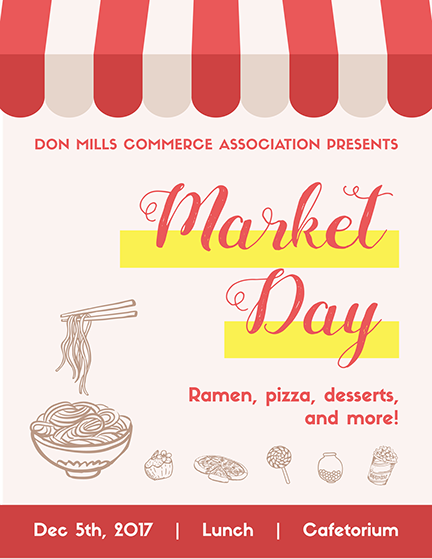 DON MILLS COMMERCE ASSOCIATION PRESENTS
Market
Day
Ramen, pizza, desserts,
and more!
Dec 5th, 2017 | Lunch | Cafetorium